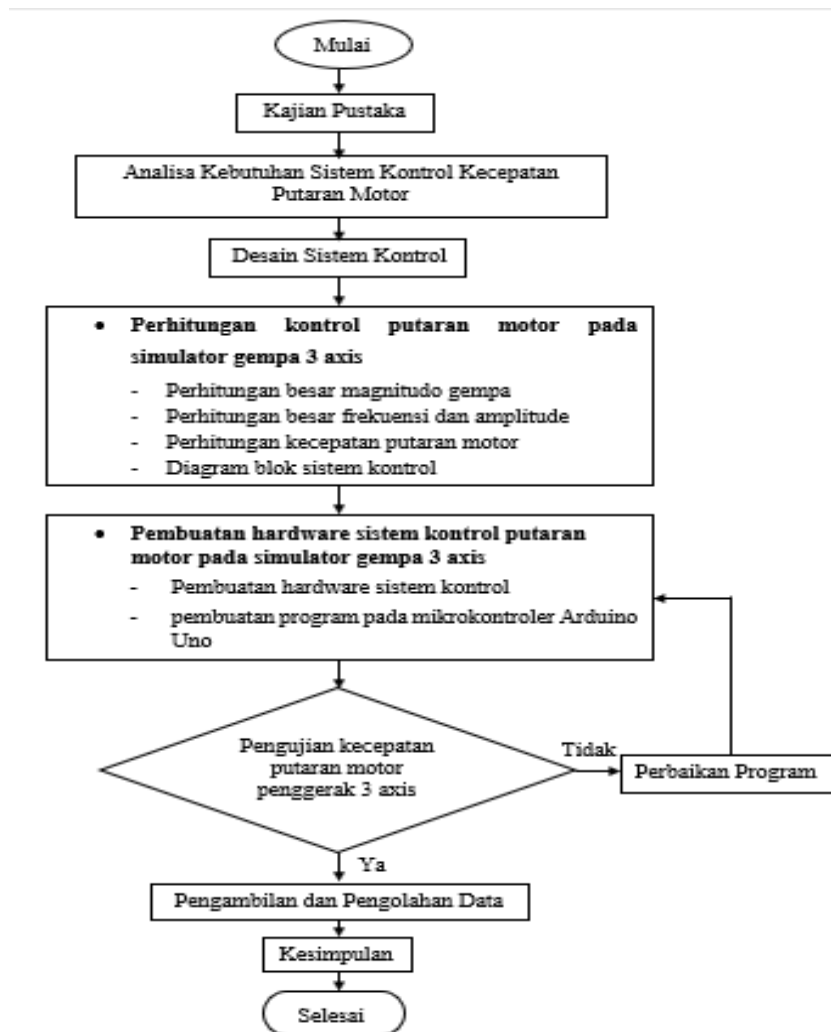 Mulai
Kajian Pustaka
Analisa Kebutuhan Sistem Kontrol Kecepatan
Putaran Motor
Desain Sistem Kontrol
• Perhitungan kontrol putaran motor pada
simulator gempa 3 axis
- Perhitungan besar magnitudo gempa
- Perhitungan besar frekuensi dan amplitude
- Perhitungan kecepatan putaran motor
- Diagram blok sistem kontrol
• Pembuatan hardware sistem kontrol putaran
motor pada simulator gempa 3 axis
- Pembuatan hardware sistem kontrol
- pembuatan program pada mikrokontroler Arduino
Uno
Pengujian kecepatan
putaran motor
penggerak 3 axis
Tidak
Perbaikan Program
Ya
Pengambilan dan Pengolahan Data
Kesimpulan
Selesai